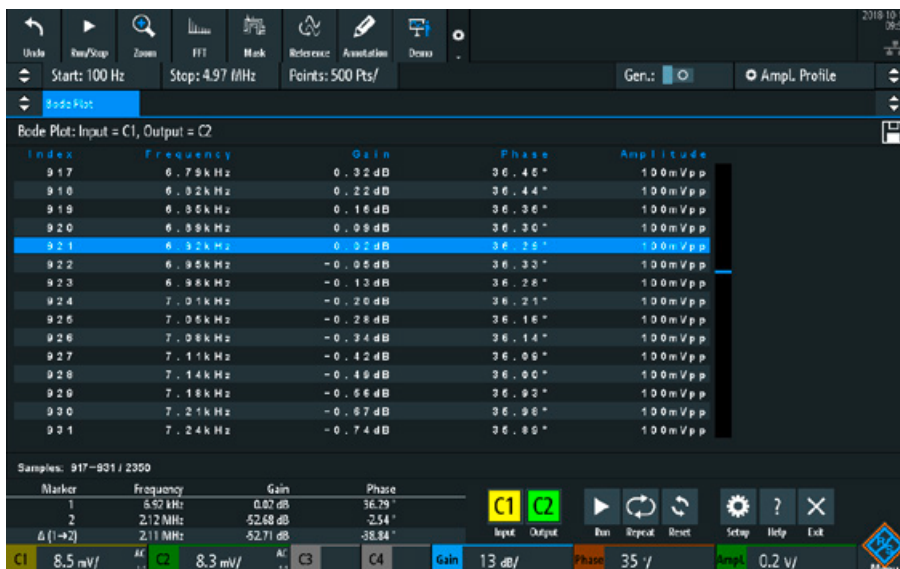 2018-10-
09:
Undo Run/Stop Zoom FFT Mask Reference Annotation Demo
Start: 100 Hz Stop: 4.97 MHz Points: 500 Pts/ Gen.: Ampl. Profile
Bode Plot
Bode Plot: Input = C1, Output = C2
Index Frequency Gain Phase Amplitude
917 6.79kHz 0.32dB 36.45° 100mVpp
918 6.82kHz 0.22dB 36.44° 100mVpp
919 6.85kHz 0.16dB 36.36° 100mVpp
920 6.89kHz 0.09dB 36.30° 100mVpp
921 6.92kHz 0.02dB 36.29° 100mVpp
922 6.95kHz -0.05dB 36.33° 100mVpp
923 6.98kHz -0.13dB 36.28° 100mVpp
924 7.01kHz -0.20dB 36.21° 100mVpp
925 7.05kHz -0.28dB 36.16° 100mVpp
926 7.08kHz -0.34dB 36.14° 100mVpp
927 7.11kHz -0.42dB 36.09° 100mVpp
928 7.14kHz -0.49dB 36.00° 100mVpp
929 7.18kHz -0.56dB 35.93° 100mVpp
930 7.21kHz -0.67dB 35.98° 100mVpp
931 7.24kHz -0.74dB 35.89° 100mVpp
Samples: 917-931 / 2350
Marker Frequency Gain Phase
1 6.92 kHz 0.02 dB 36.29 °
2 2.12 MHz -52.68 dB -2.54 °
Δ (1→2) 2.11 MHz -52.71 dB -38.84 °
C1 C2
Input Output Run Repeat Reset Setup Help Exit
C1 8.5 mV/ AC C2 8.3 mV/ AC C3 C4 Gain 13 dB/ Phase 35 °/ Ampl. 0.2 V/